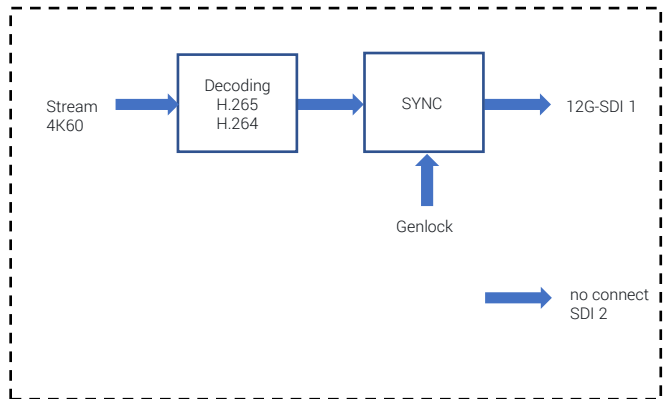 Stream
4K60
Decoding
H.265
H.264
SYNC
12G-SDI 1
Genlock
no connect
SDI 2